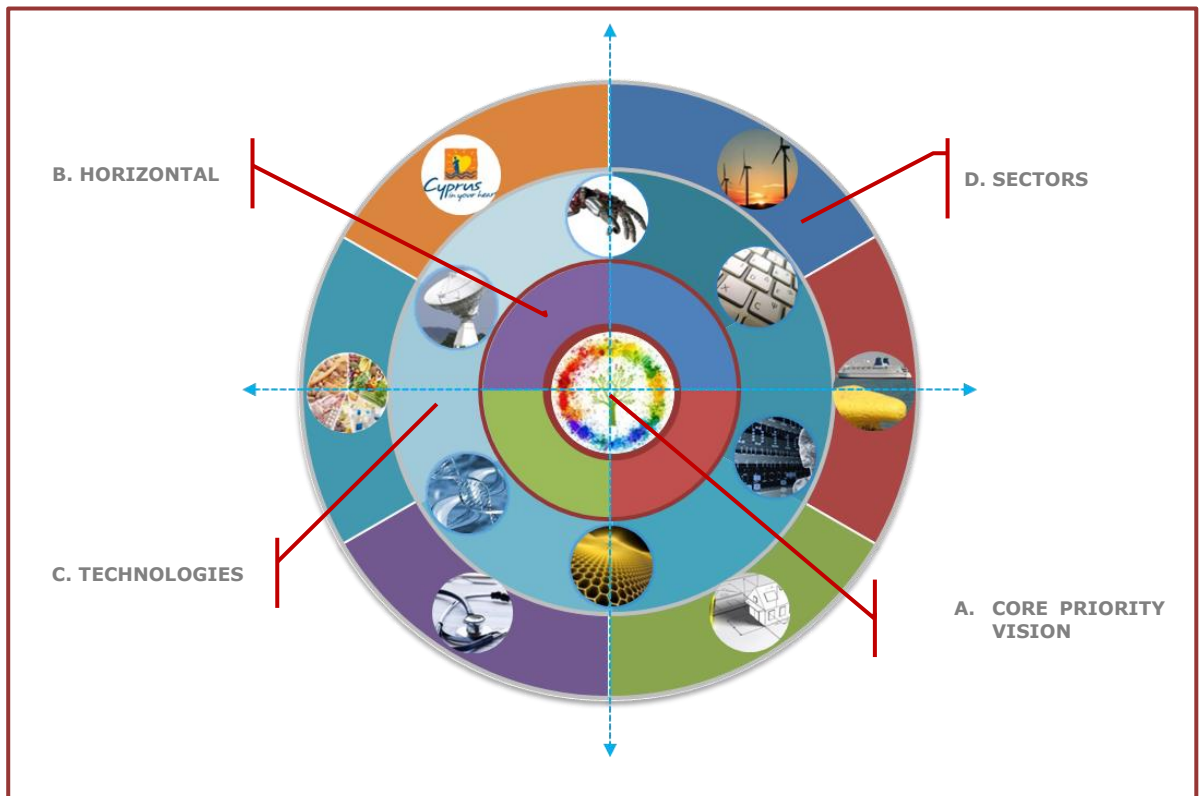 B. HORIZONTAL
D. SECTORS
Cyprus
in your heart
C. TECHNOLOGIES
A. CORE PRIORITY
VISION